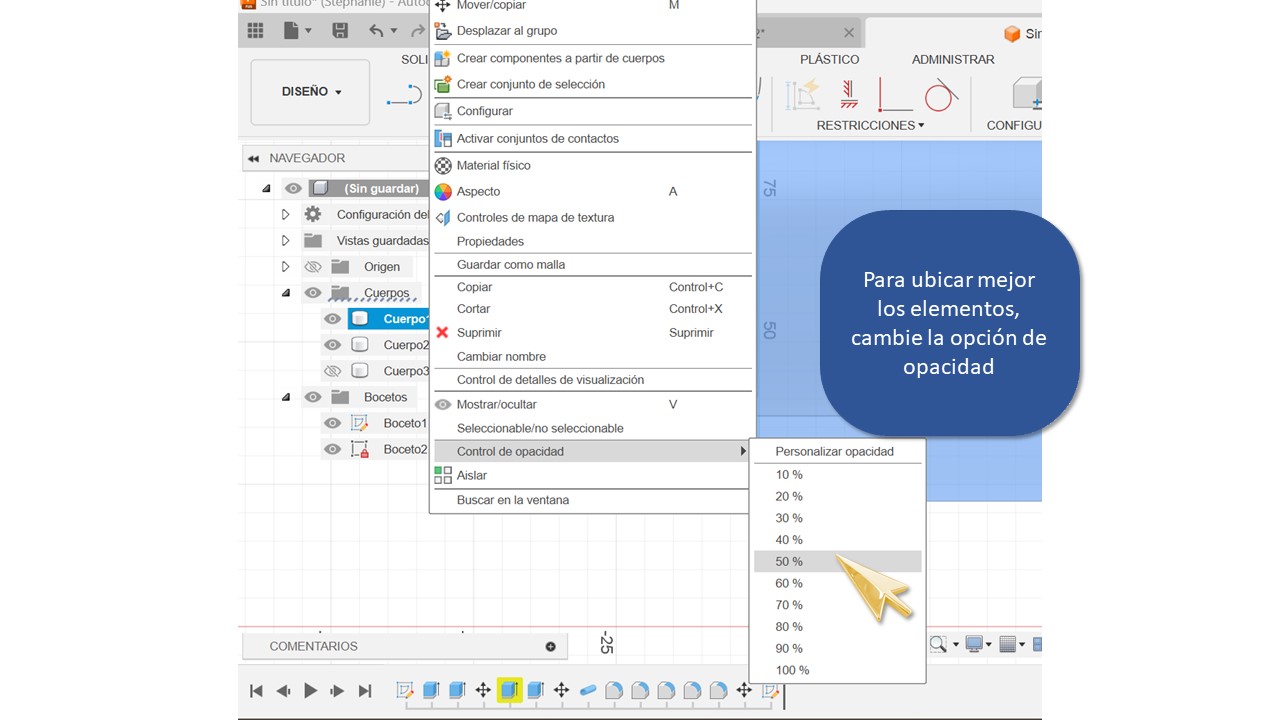 Sin título* (Stephanie) - Autod
Mover/copiar M
Desplazar al grupo
Crear componentes a partir de cuerpos
Crear conjunto de selección
Configurar
Activar conjuntos de contactos
Material físico
Aspecto A
Controles de mapa de textura
Propiedades
Guardar como malla
Copiar Control+C
Cortar Control+X
Suprimir Suprimir
Cambiar nombre
Control de detalles de visualización
Mostrar/ocultar V
Seleccionable/no seleccionable
Control de opacidad
Aislar
Buscar en la ventana
Personalizar opacidad
10 %
20 %
30 %
40 %
50 %
60 %
70 %
80 %
90 %
100 %
DISEÑO
SOLI
2*
Sin
PLÁSTICO
ADMINISTRAR
RESTRICCIONES
CONFIGU
NAVEGADOR
(Sin guardar)
Configuración del
Vistas guardadas
Origen
Cuerpos
Cuerpo1
Cuerpo2
Cuerpo3
Bocetos
Boceto1
Boceto2
75
50
-25
Para ubicar mejor
los elementos,
cambie la opción de
opacidad
COMENTARIOS